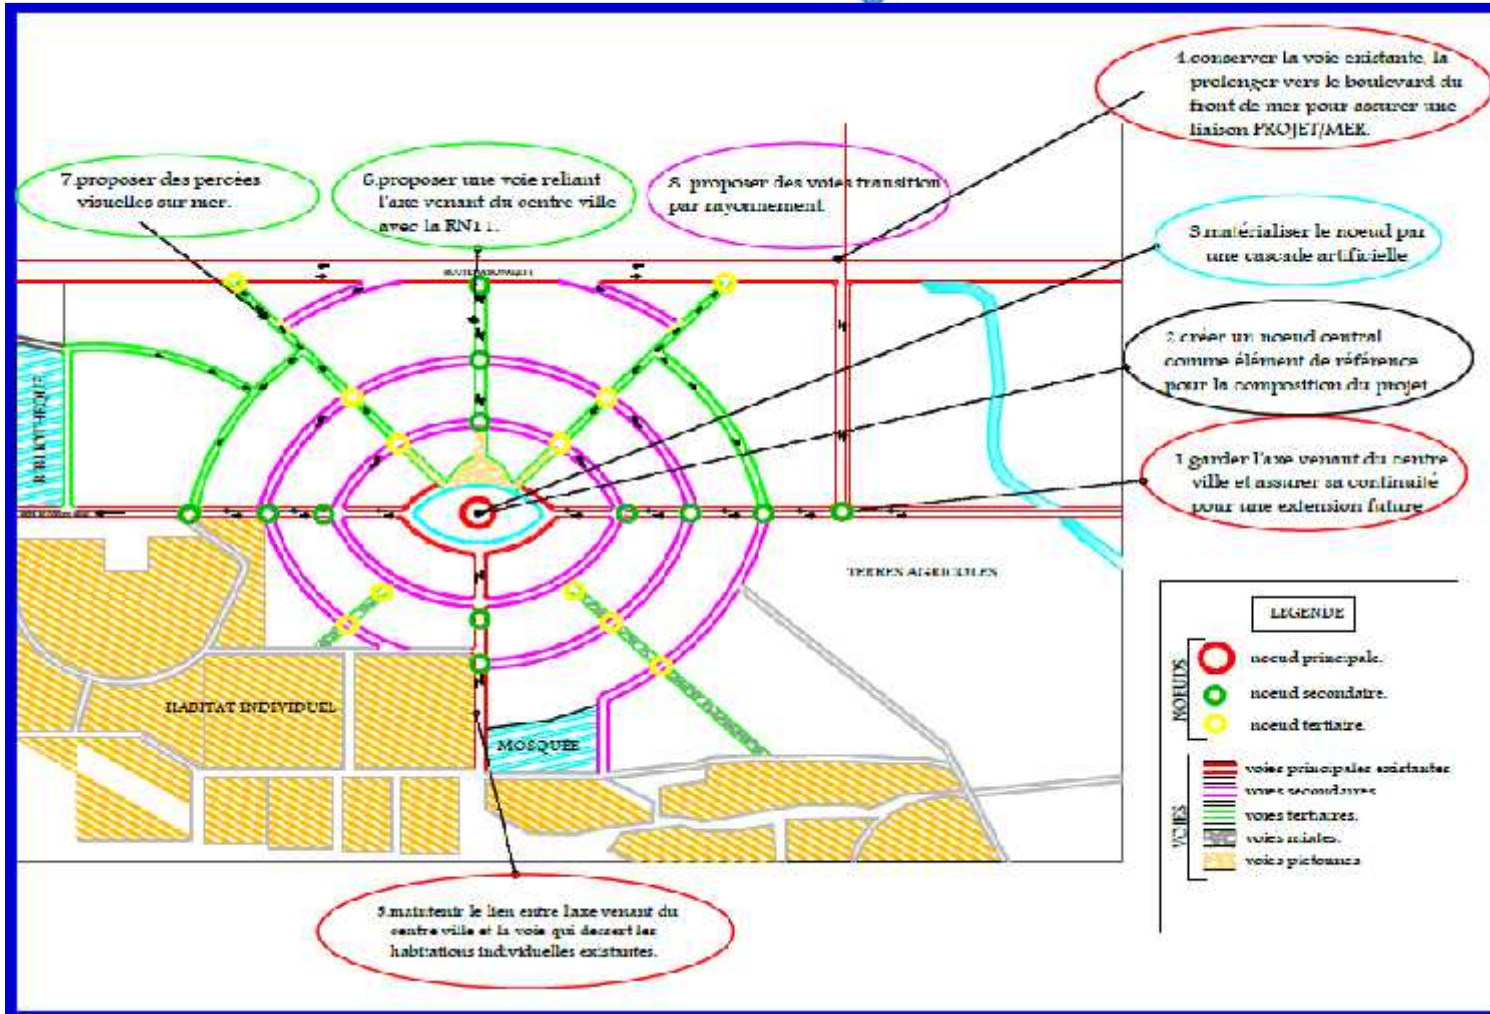 4.conserver la voie existante, la
prolenger vers le boulevard du
front de mer pour assurer une
liaison PROJET/MER.
7.proposer des percées
visuelles sur mer.
6.proposer une voie reliant
l'axe venant du centre ville
avec la RN11.
8. proposer des voies transition
par rayonnement.
3.matérialiser le noeud par
une cascade artificielle
2.créer un noeud central
comme élément de référence
pour la composition du projet
1.garder l'axe venant du centre
ville et assurer sa continuité
pour une extension future
BIBLIOTHEQUE
TERRES AGRICOLES
HABITAT INDIVIDUEL
MOSQUÉE
LEGENDE
NOEUDS
noeud principale.
noeud secondaire.
noeud tertiaire.
VOIES
voies principales existantes
voies secondaires
voies tertiaires.
voies mixtes.
voies pietonnes
5.maintenir le lien entre l'axe venant du
centre ville et la voie qui dessert les
habitations individuelles existantes.